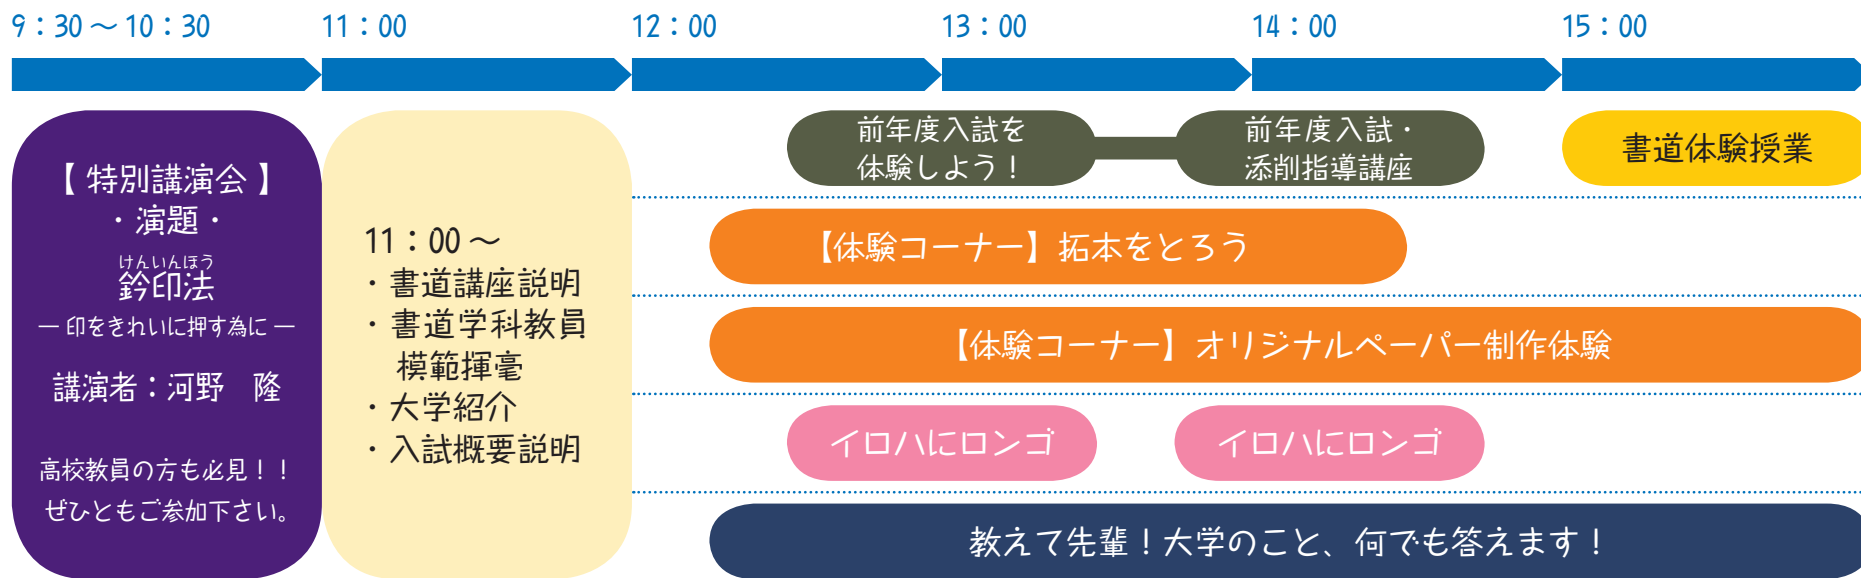 9：30～10：30
11：00
12：00
13：00
14：00
15：00
【特別講演会】
・演題・
けんいんほう
鈐印法
― 印をきれいに押す為に ―
講演者：河野　隆
高校教員の方も必見！！
ぜひともご参加下さい。
11：00～
・書道講座説明
・書道学科教員
模範揮毫
・大学紹介
・入試概要説明
前年度入試を
体験しよう！
前年度入試・
添削指導講座
書道体験授業
【体験コーナー】拓本をとろう
【体験コーナー】オリジナルペーパー制作体験
イロハにロンゴ
イロハにロンゴ
教えて先輩！大学のこと、何でも答えます！